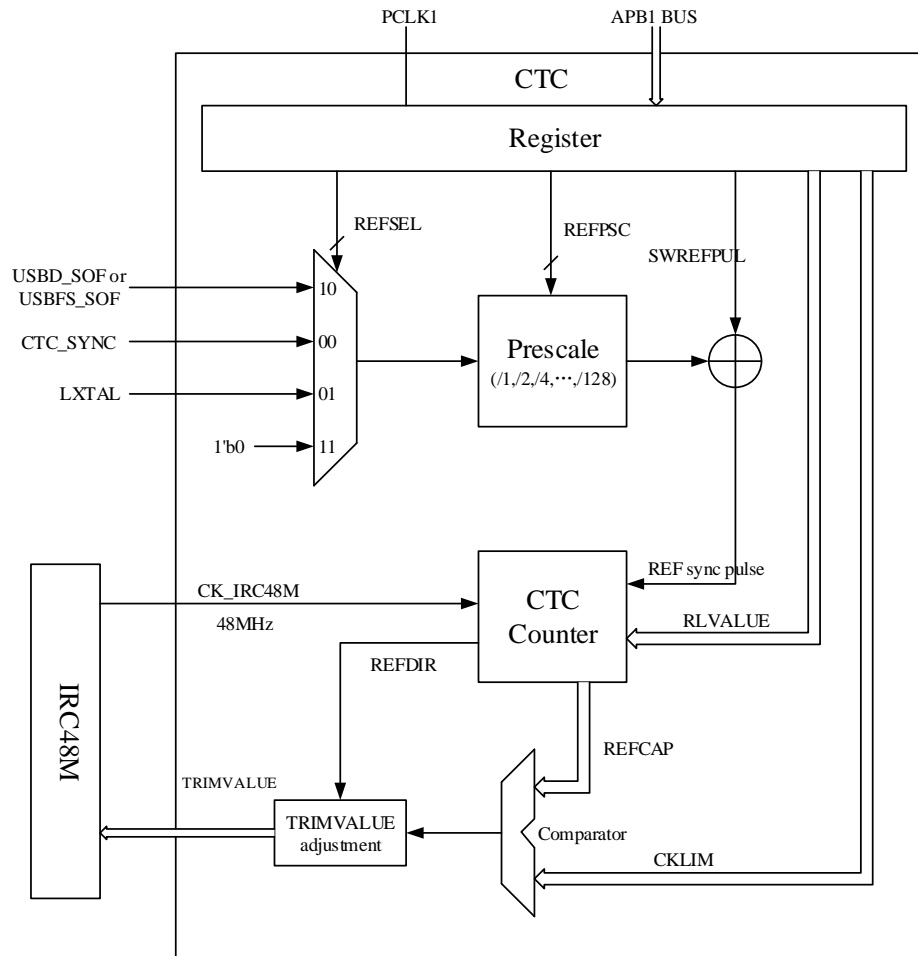 PCLK1
APB1 BUS
CTC
Register
REFSEL
REFPSC
SWREFPUL
USBD_SOF or
USBFS_SOF
10
CTC_SYNC
00
LXTAL
01
1'b0
11
Prescale
(/1,/2,/4,⋯,/128)
CK_IRC48M
48MHz
CTC
Counter
REF sync pulse
RLVALUE
REFDIR
REFCAP
IRC48M
TRIMVALUE
TRIMVALUE
adjustment
Comparator
CKLIM